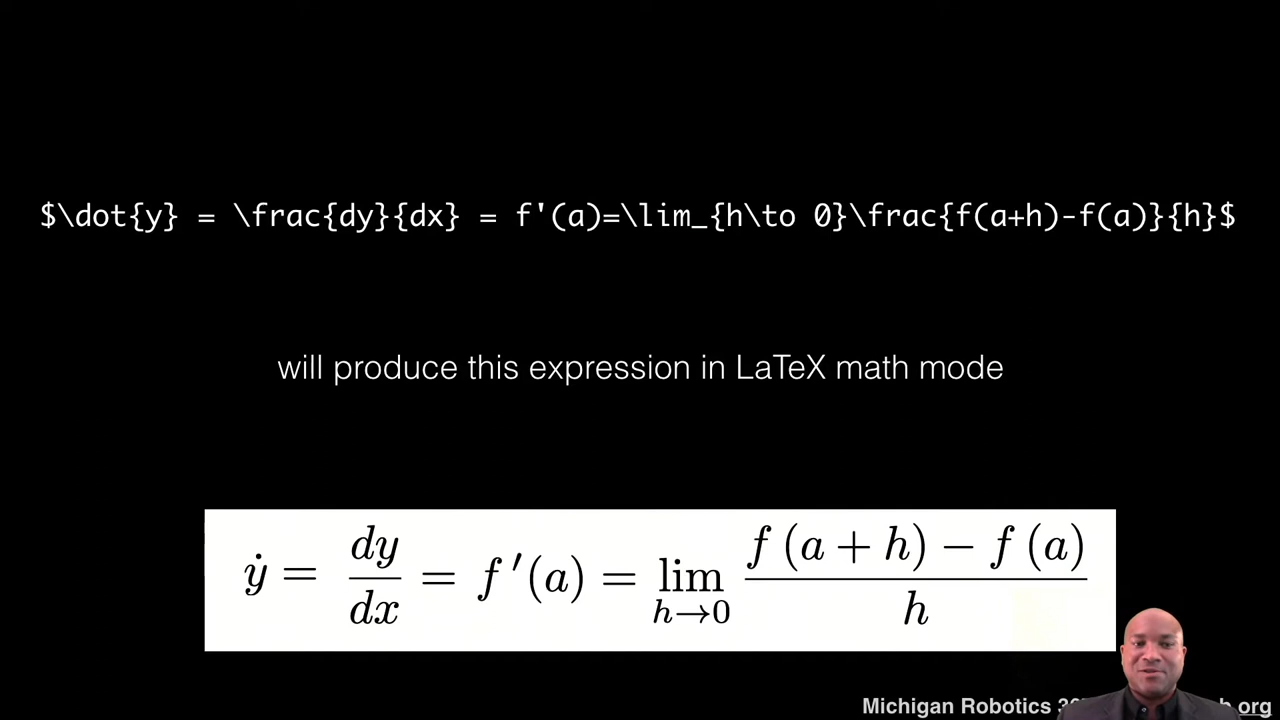 $\dot{y} = \frac{dy}{dx} = f'(a)=\lim_{h\to 0}\frac{f(a+h)-f(a)}{h}$
will produce this expression in LaTeX math mode
ẏ = dy/dx = f ′(a) = lim h→0 f (a + h) − f (a) / h
Michigan Robotics org